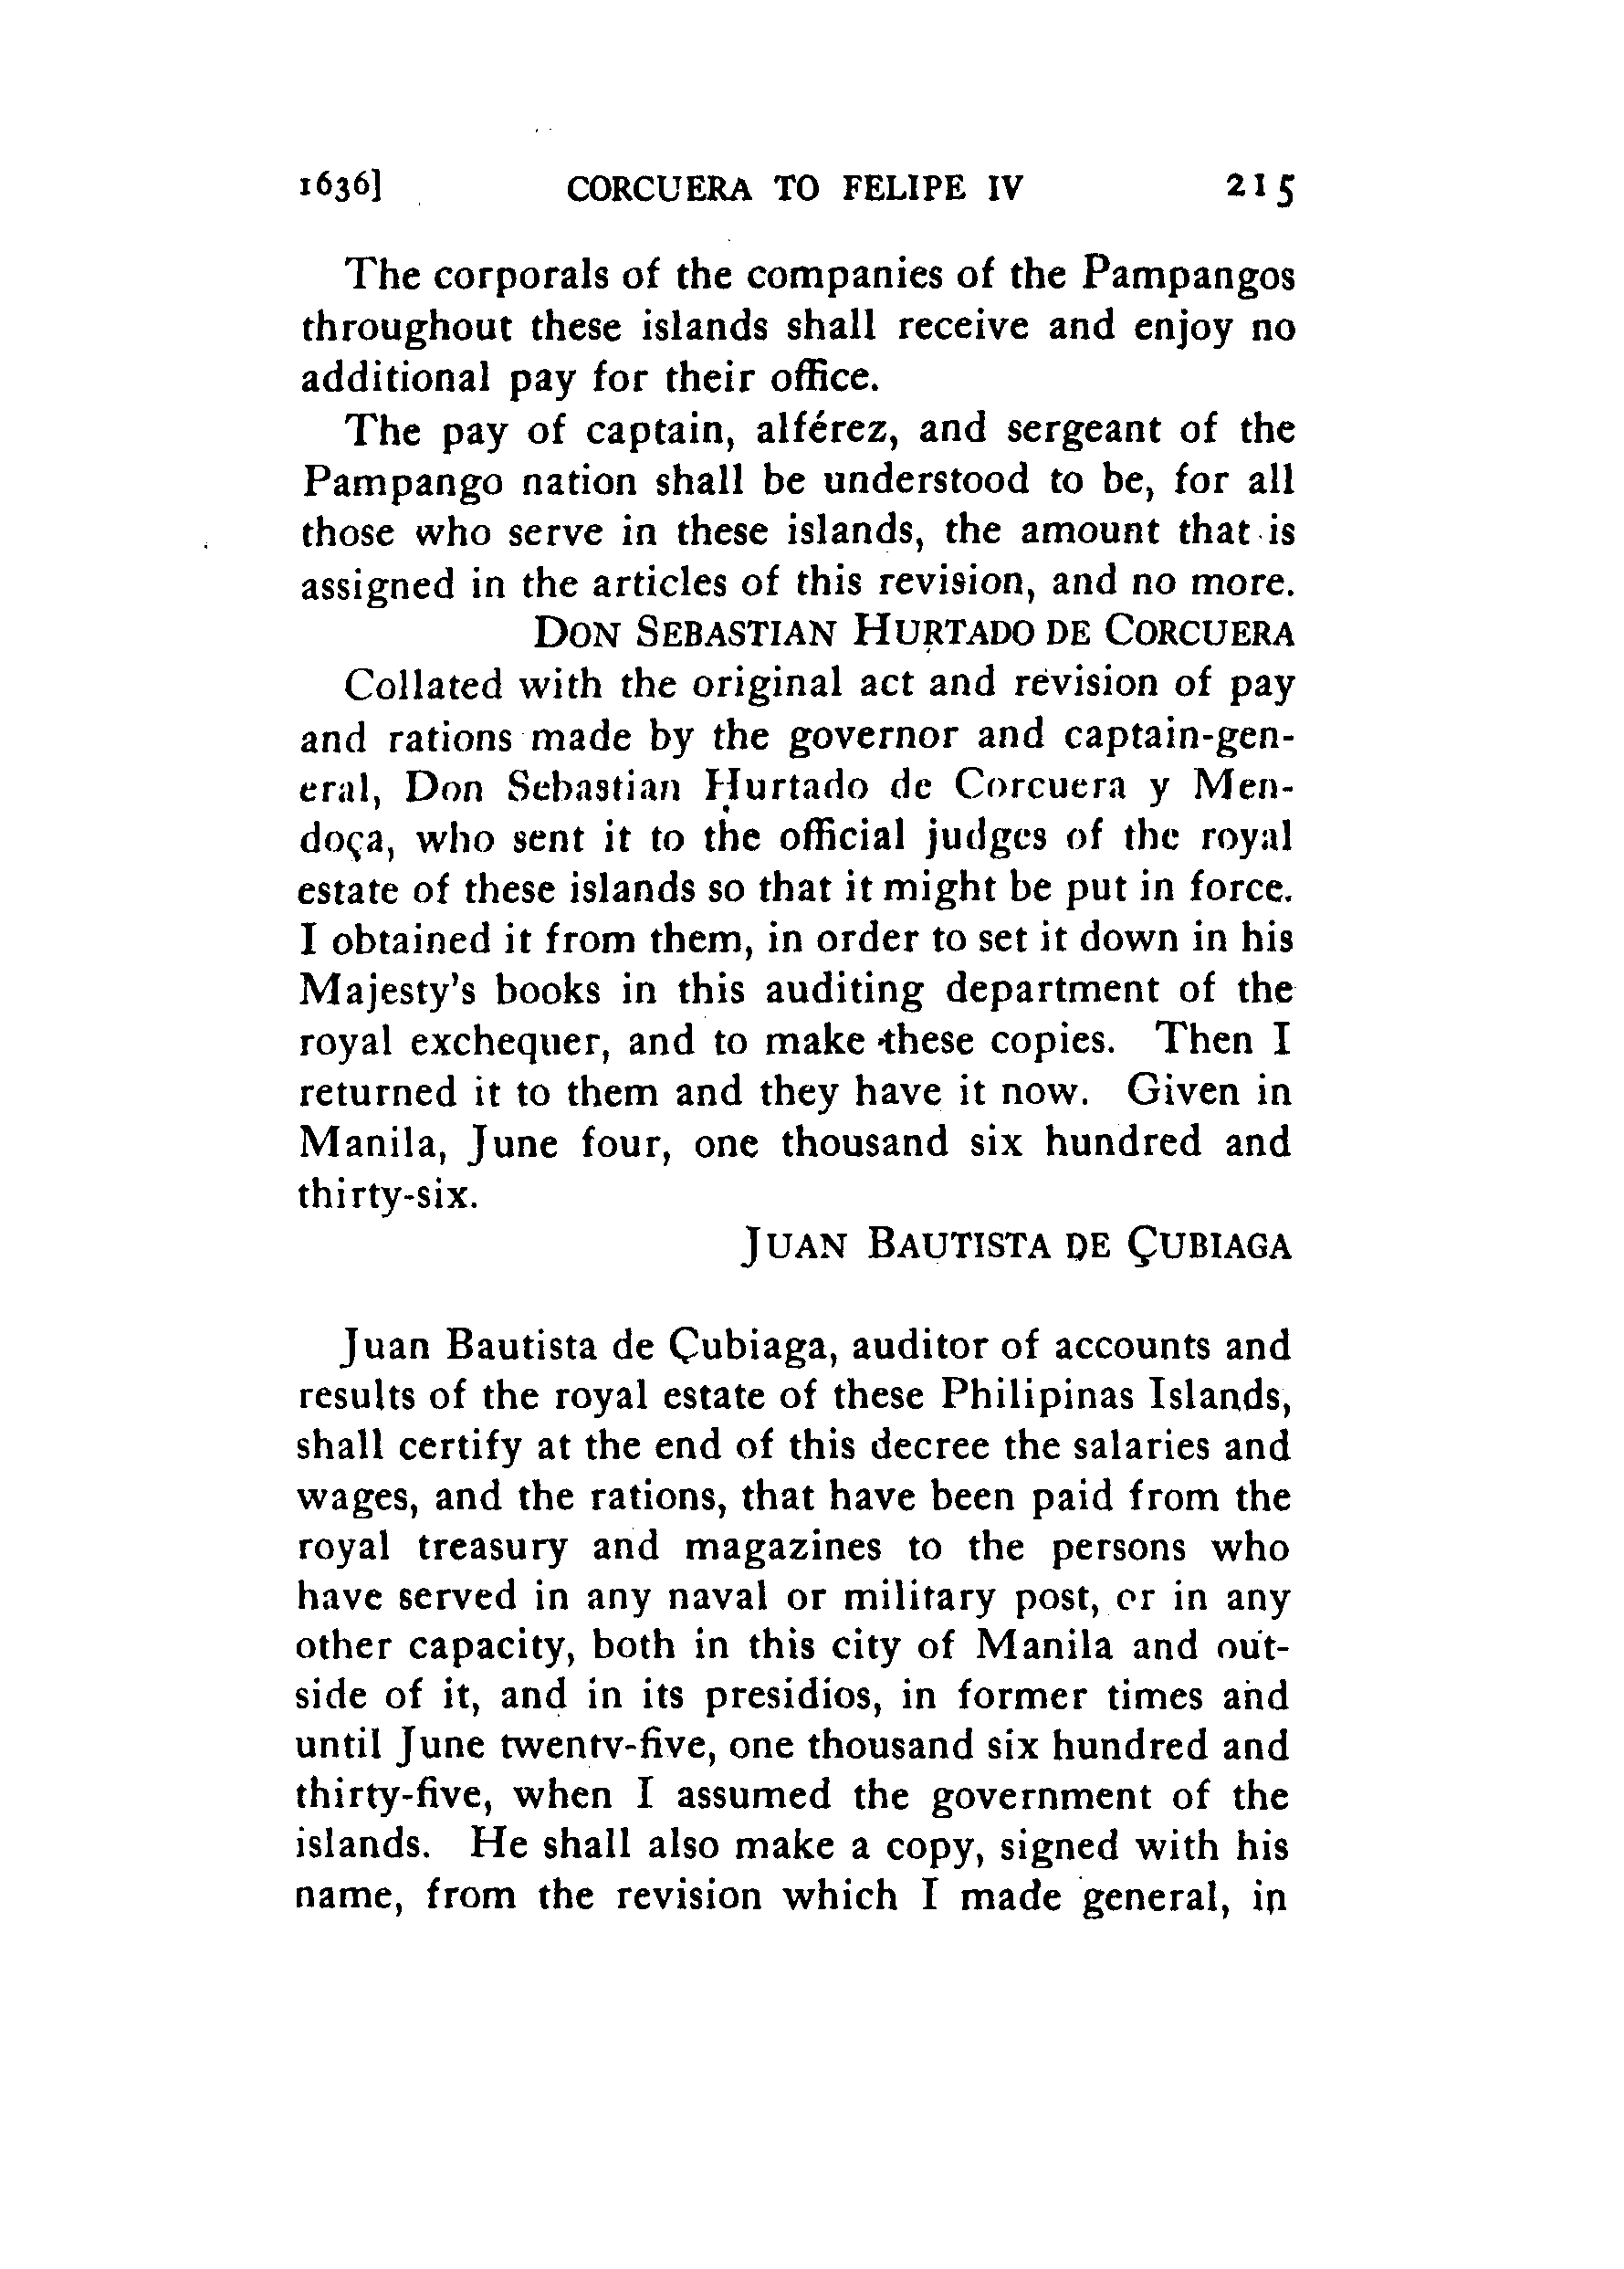 1636] CORCUERA TO FELIPE IV 215
The corporals of the companies of the Pampangos
throughout these islands shall receive and enjoy no
additional pay for their office.
The pay of captain, alférez, and sergeant of the
Pampango nation shall be understood to be, for all
those who serve in these islands, the amount that is
assigned in the articles of this revision, and no more.
DON SEBASTIAN HURTADO DE CORCUERA
Collated with the original act and revision of pay
and rations made by the governor and captain-gen-
eral, Don Sebastian Hurtado de Corcuera y Men-
doça, who sent it to the official judges of the royal
estate of these islands so that it might be put in force.
I obtained it from them, in order to set it down in his
Majesty's books in this auditing department of the
royal exchequer, and to make these copies. Then I
returned it to them and they have it now. Given in
Manila, June four, one thousand six hundred and
thirty-six.
JUAN BAUTISTA DE ÇUBIAGA
Juan Bautista de Çubiaga, auditor of accounts and
results of the royal estate of these Philipinas Islands,
shall certify at the end of this decree the salaries and
wages, and the rations, that have been paid from the
royal treasury and magazines to the persons who
have served in any naval or military post, or in any
other capacity, both in this city of Manila and out-
side of it, and in its presidios, in former times and
until June twenty-five, one thousand six hundred and
thirty-five, when I assumed the government of the
islands. He shall also make a copy, signed with his
name, from the revision which I made general, in